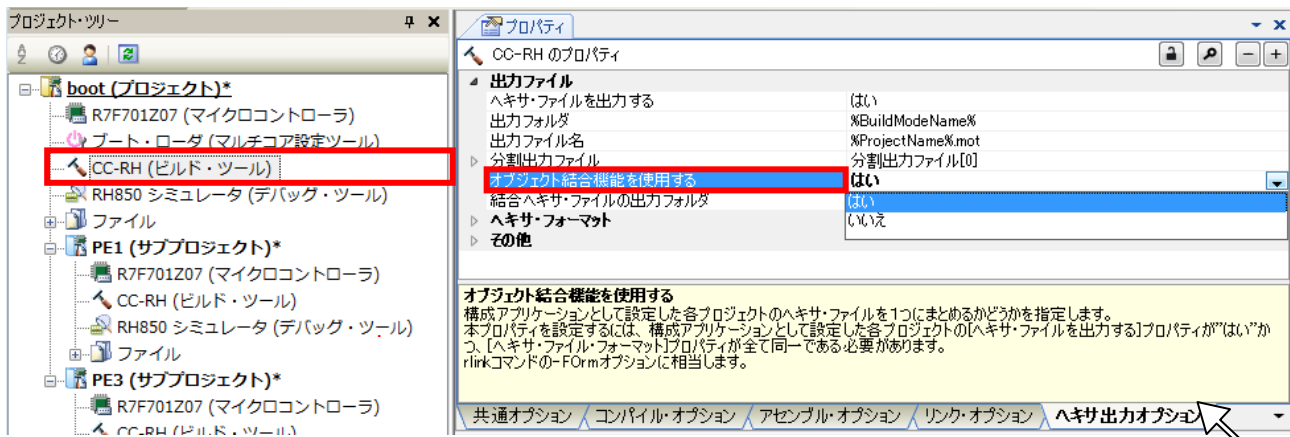 プロジェクト・ツリー
boot (プロジェクト)*
R7F701Z07 (マイクロコントローラ)
ブート・ローダ (マルチコア設定ツール)
CC-RH (ビルド・ツール)
RH850 シミュレータ (デバッグ・ツール)
ファイル
PE1 (サブプロジェクト)*
R7F701Z07 (マイクロコントローラ)
CC-RH (ビルド・ツール)
RH850 シミュレータ (デバッグ・ツール)
ファイル
PE3 (サブプロジェクト)*
R7F701Z07 (マイクロコントローラ)
CC-RH (ビルド・ツール)
プロパティ
CC-RH のプロパティ
出力ファイル
ヘキサ・ファイルを出力する はい
出力フォルダ %BuildModeName%
出力ファイル名 %ProjectName%.mot
分割出力ファイル 分割出力ファイル[0]
オブジェクト結合機能を使用する はい
結合ヘキサ・ファイルの出力フォルダ はい
ヘキサ・フォーマット いいえ
その他
オブジェクト結合機能を使用する
構成アプリケーションとして設定した各プロジェクトのヘキサ・ファイルを1つにまとめるかどうかを指定します。
本プロパティを設定するには、構成アプリケーションとして設定した各プロジェクトの[ヘキサ・ファイルを出力する]プロパティが"はい"か
つ、[ヘキサ・ファイル・フォーマット]プロパティが全て同一である必要があります。
rlinkコマンドの-FOrmオプションに相当します。
共通オプション コンパイル・オプション アセンブル・オプション リンク・オプション ヘキサ出力オプション